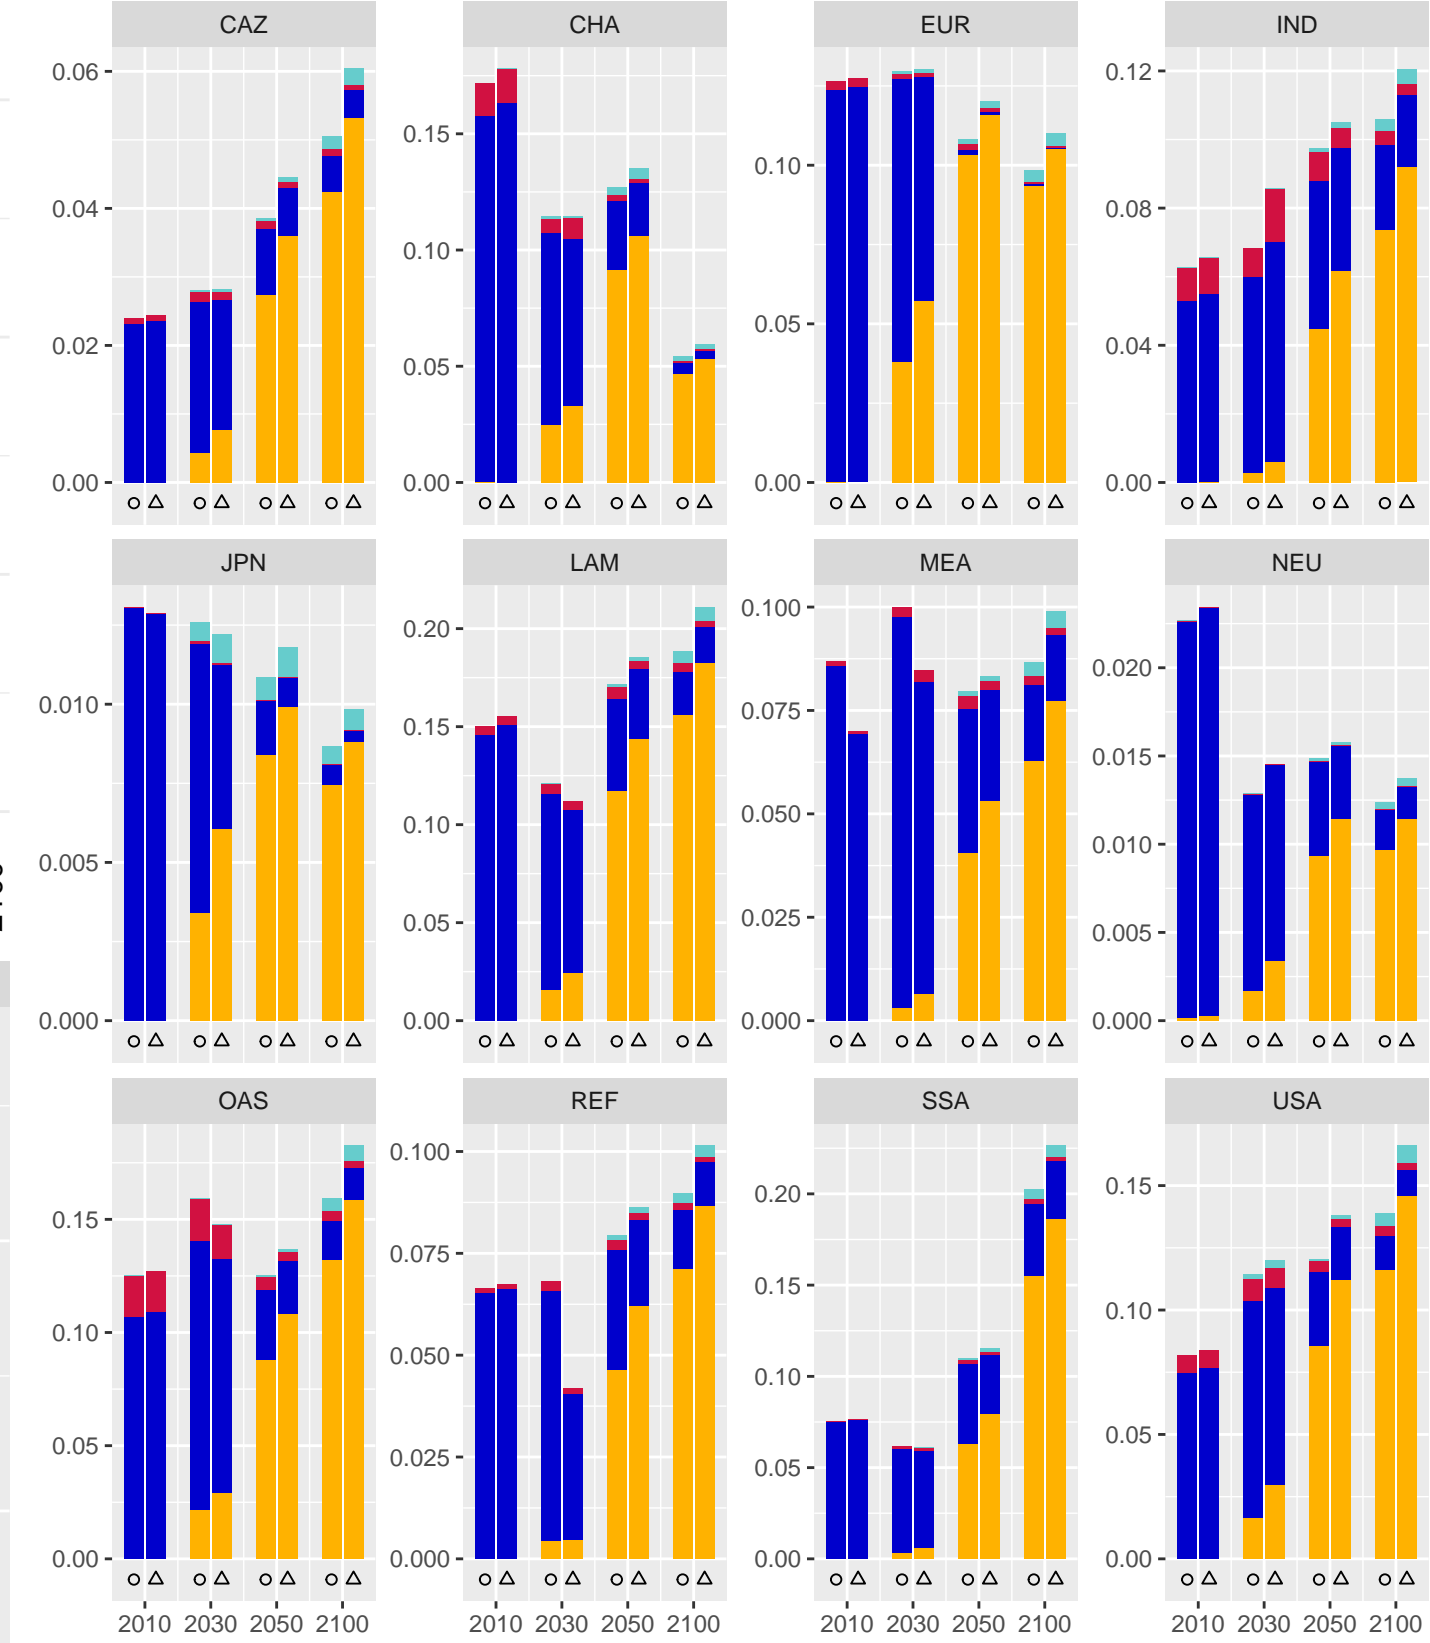 CAZ CHA EUR IND
0.06 0.15 0.10 0.12
0.04 0.10 0.05 0.08
0.02 0.05 0.00 0.04
0.00 0.00 0.00
JPN LAM MEA NEU
0.010 0.20 0.100 0.020
0.005 0.15 0.075 0.015
0.000 0.10 0.050 0.010
0.05 0.025 0.005
0.00 0.000 0.000
OAS REF SSA USA
0.15 0.100 0.20 0.15
0.10 0.075 0.15 0.10
0.05 0.050 0.10 0.05
0.00 0.025 0.05 0.00
0.000 0.00
2010 2030 2050 2100 2010 2030 2050 2100 2010 2030 2050 2100 2010 2030 2050 2100